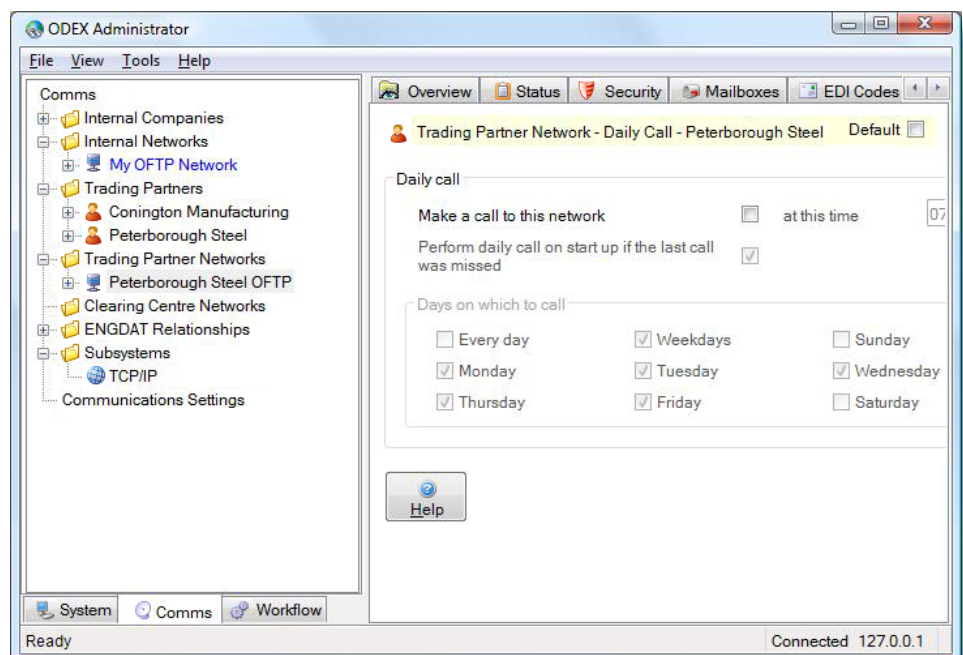 ODEX Administrator
File View Tools Help
Comms
Internal Companies
Internal Networks
My OFTP Network
Trading Partners
Conington Manufacturing
Peterborough Steel
Trading Partner Networks
Peterborough Steel OFTP
Clearing Centre Networks
ENGDAT Relationships
Subsystems
TCP/IP
Communications Settings
System Comms Workflow
Overview Status Security Mailboxes EDI Codes
Trading Partner Network - Daily Call - Peterborough Steel Default
Daily call
Make a call to this network at this time 07
Perform daily call on start up if the last call
was missed
Days on which to call
Every day Weekdays Sunday
Monday Tuesday Wednesday
Thursday Friday Saturday
Help
Ready Connected 127.0.0.1